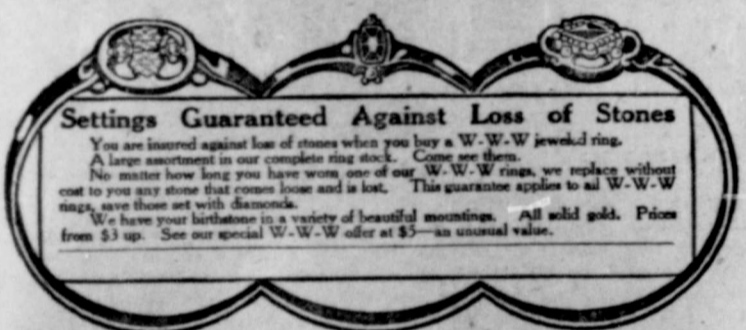 Settings Guaranteed Against Loss of Stones
You are insured against loss of stones when you buy a W-W-W jeweled ring.
A large assortment in our complete ring stock. Come see them.
No matter how long you have worn one of our W-W-W rings, we replace without
cost to you any stone that comes loose and is lost. This guarantee applies to all W-W-W
rings, save those set with diamonds.
We have your birthstone in a variety of beautiful mountings. All solid gold. Prices
from $3 up. See our special W-W-W offer at $5—an unusual value.